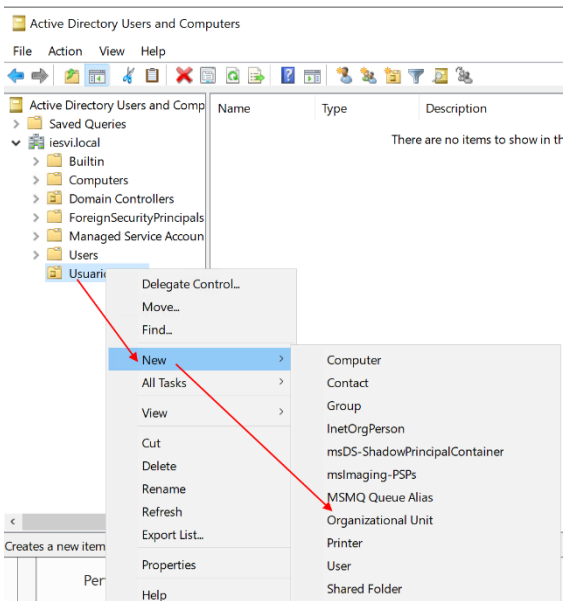 Active Directory Users and Computers
File Action View Help
Active Directory Users and Comp
Saved Queries
iesvi.local
Builtin
Computers
Domain Controllers
ForeignSecurityPrincipals
Managed Service Accoun
Users
Name Type Description
There are no items to show in th
Delegate Control...
Move...
Find...
New
All Tasks
View
Cut
Delete
Rename
Refresh
Export List...
Properties
Help
Computer
Contact
Group
InetOrgPerson
msDS-ShadowPrincipalContainer
msImaging-PSPs
MSMQ Queue Alias
Organizational Unit
Printer
User
Shared Folder
Creates a new item